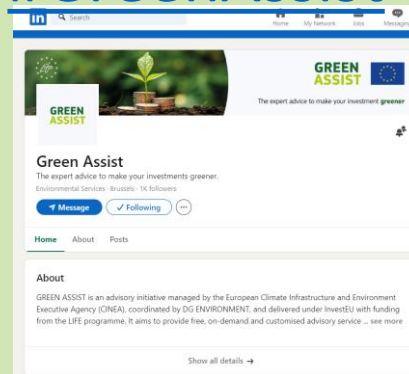 #GreenAssist
in Search
Home My Network Jobs Messaging
life
GREEN
ASSIST
The expert advice to make your investment greener
GREEN
ASSIST
Green Assist
The expert advice to make your investments greener.
Environmental Services · Brussels · 1K followers
Message Following
Home About Posts
About
GREEN ASSIST is an advisory initiative managed by the European Climate Infrastructure and Environment
Executive Agency (CINEA), coordinated by DG ENVIRONMENT, and delivered under InvestEU with funding
from the LIFE programme. It aims to provide free, on-demand and customised advisory service ... see more
Show all details →